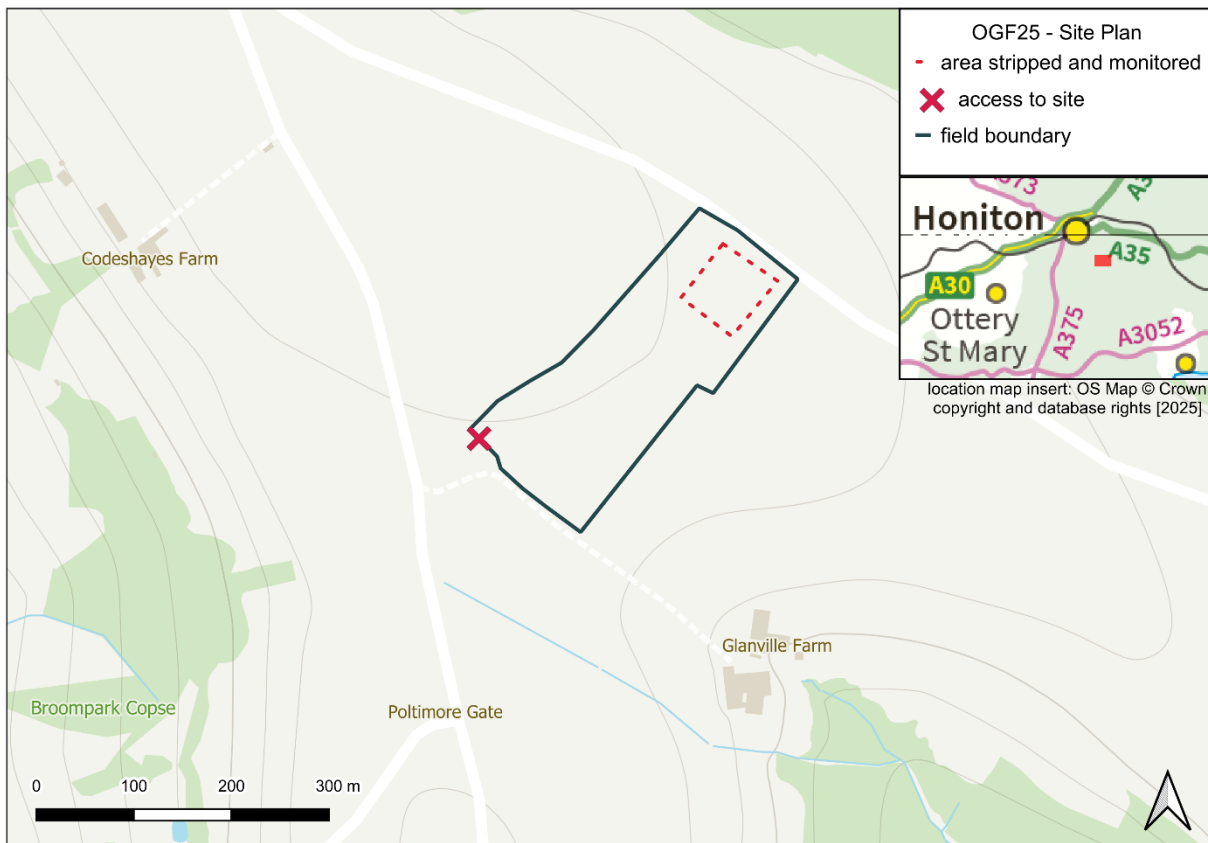 OGF25 - Site Plan
area stripped and monitored
access to site
field boundary
Honiton
A35
A30
Ottery
St Mary
A375
A3052
location map insert: OS Map © Crown
copyright and database rights [2025]
Codeshayes Farm
Glanville Farm
Broompark Copse
Poltimore Gate
0 100 200 300 m